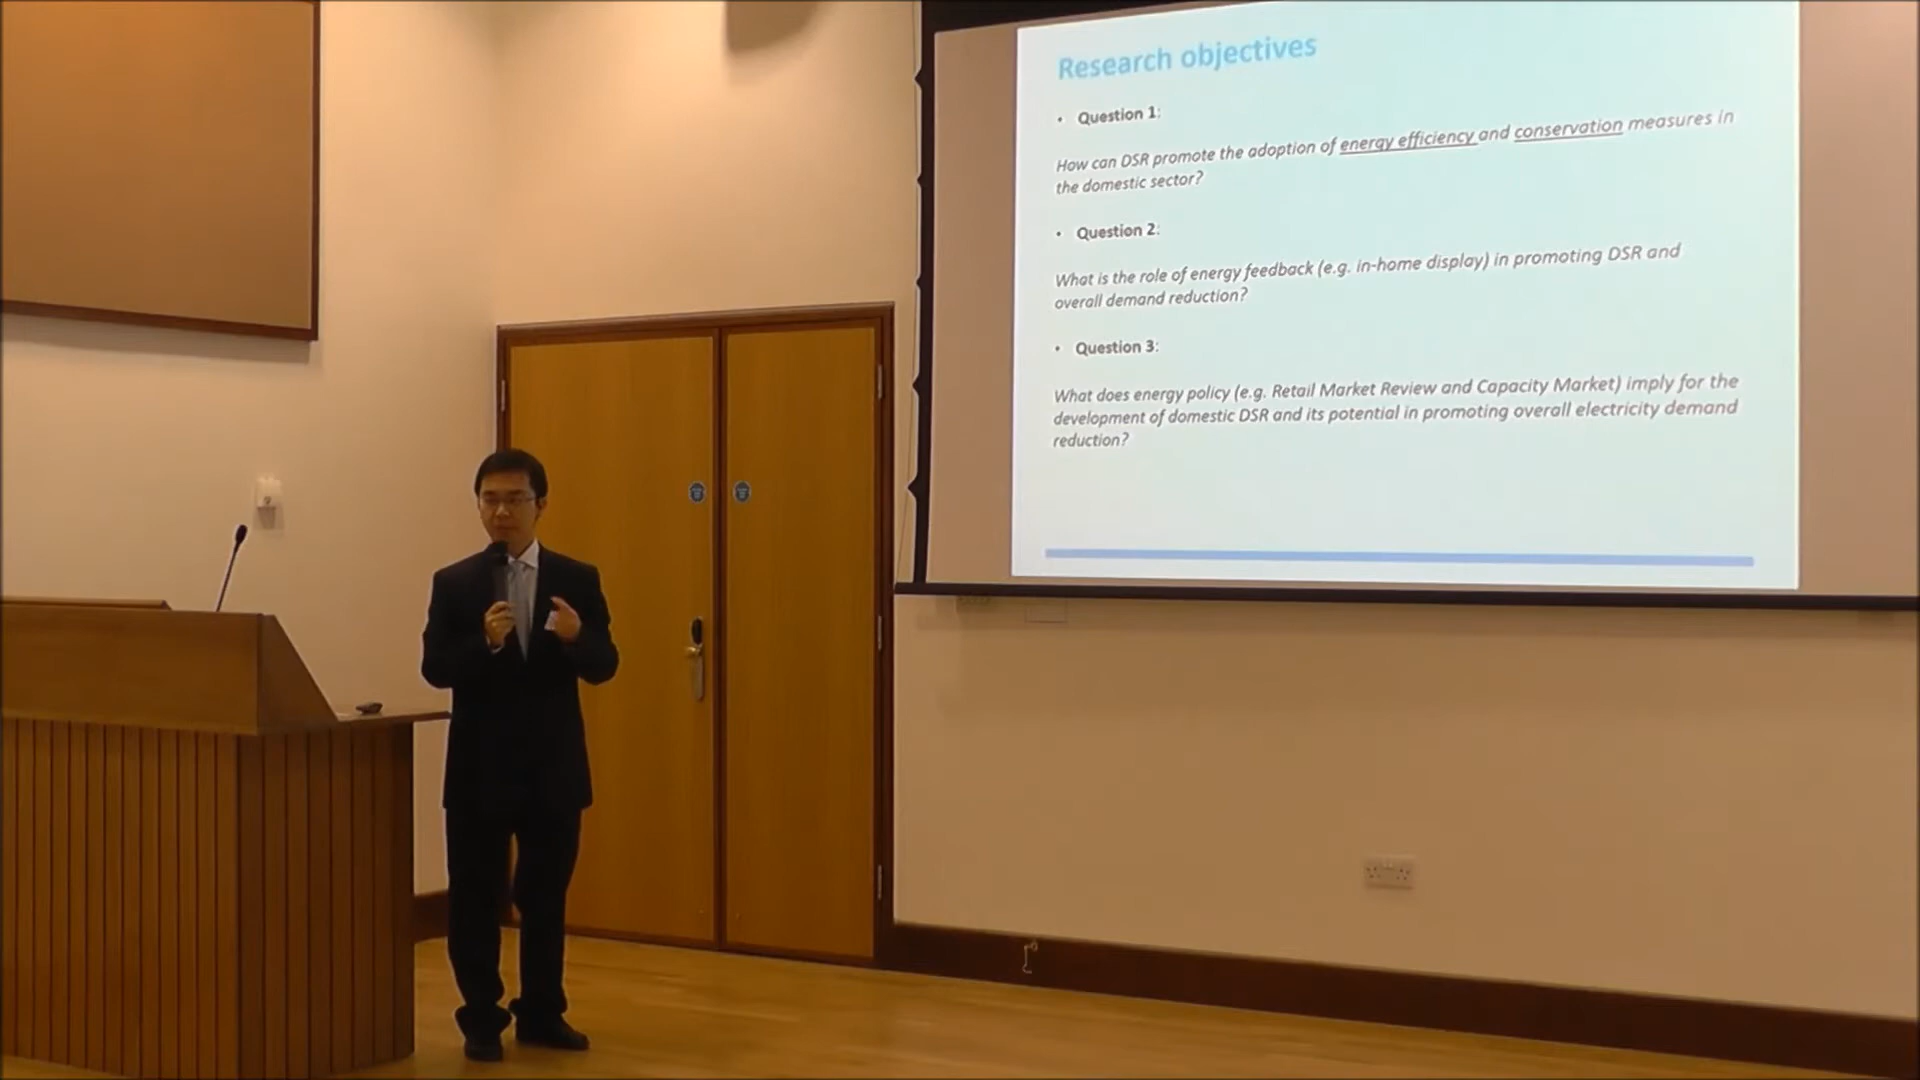 Research objectives
• Question 1:
How can DSR promote the adoption of energy efficiency and conservation measures in
the domestic sector?
• Question 2:
What is the role of energy feedback (e.g. in-home display) in promoting DSR and
overall demand reduction?
• Question 3:
What does energy policy (e.g. Retail Market Review and Capacity Market) imply for the
development of domestic DSR and its potential in promoting overall electricity demand
reduction?